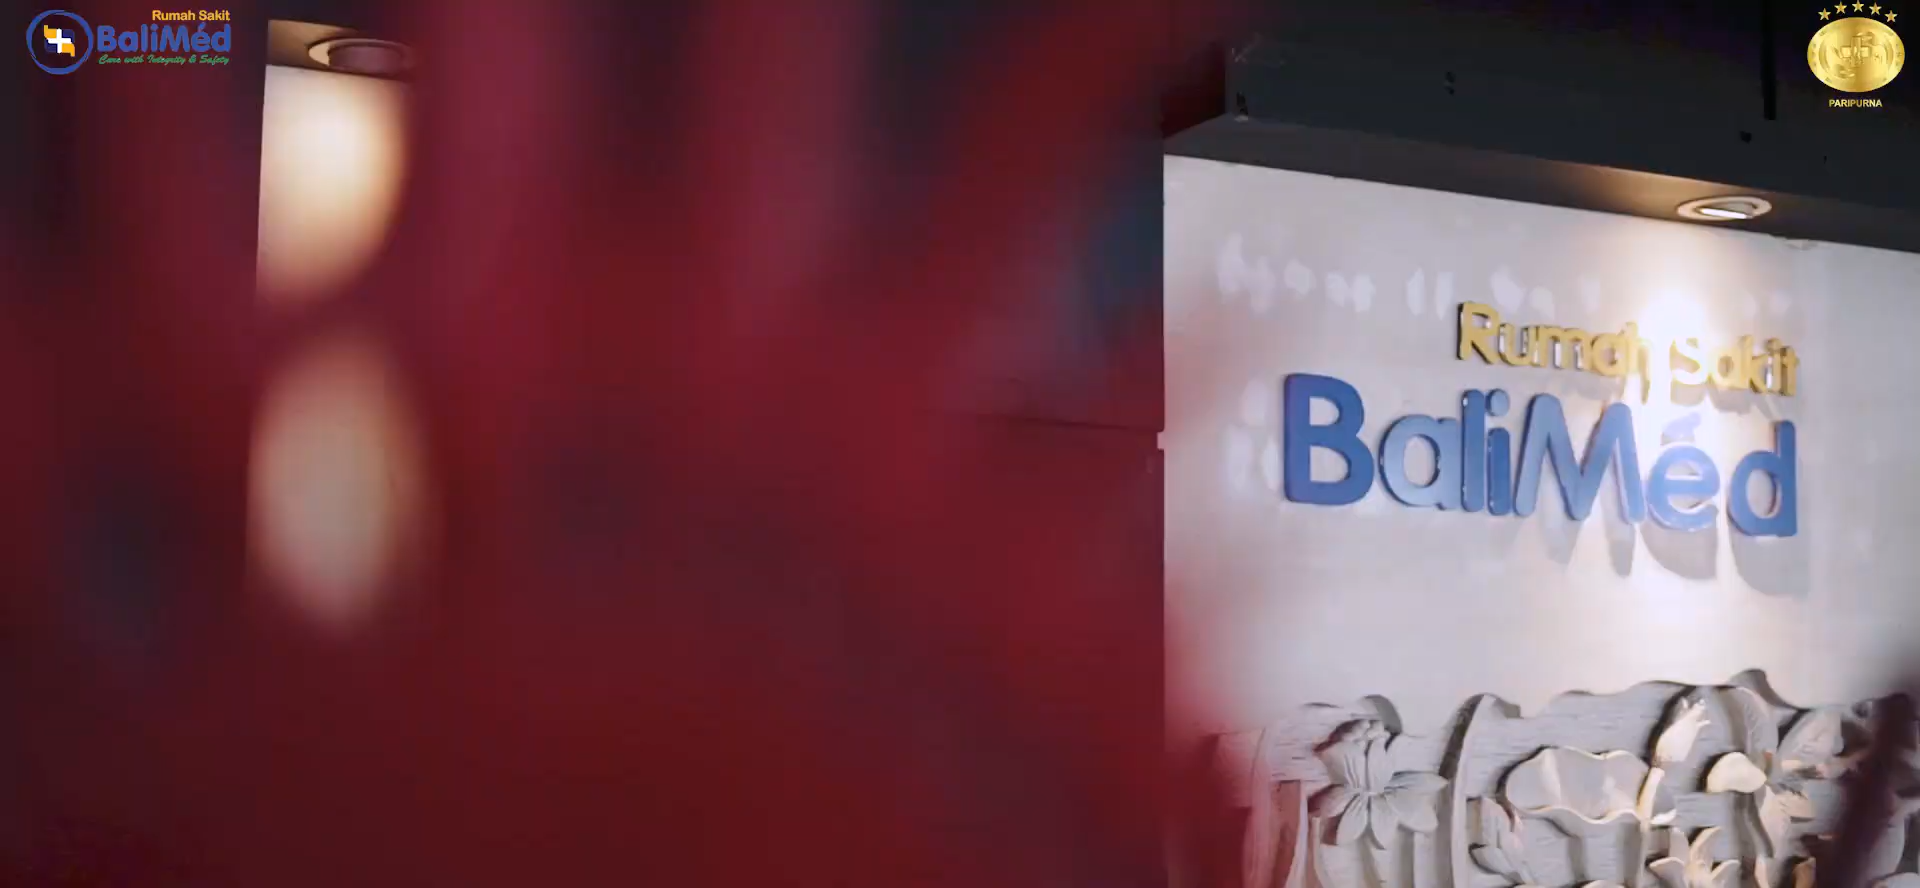 Rumah Sakit
BaliMéd
Care with Integrity & Safety
PARIPURNA
Rumah Sakit
BaliMéd